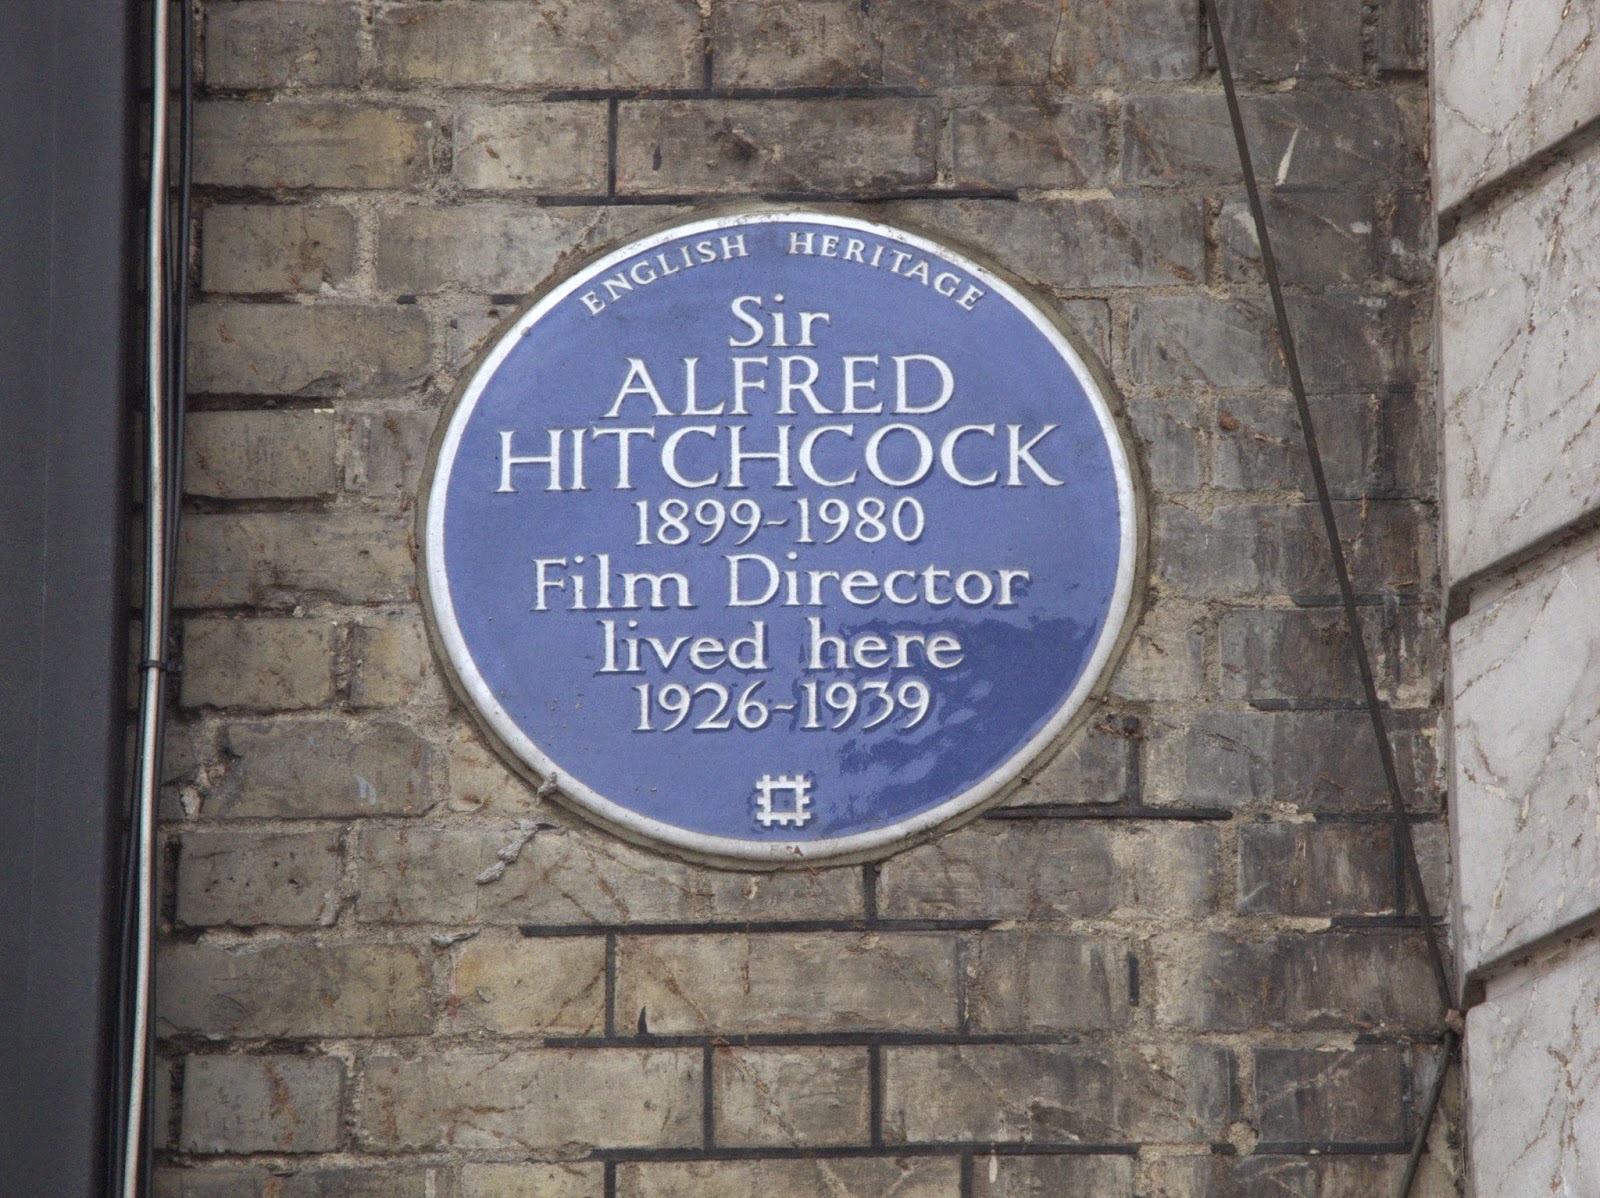 ENGLISH HERITAGE
Sir
ALFRED
HITCHCOCK
1899-1980
Film Director
lived here
1926-1939